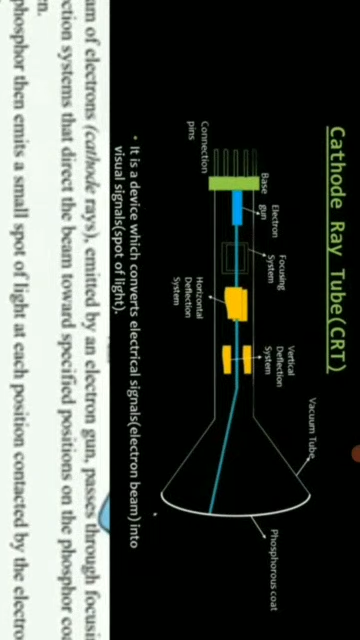 Cathode Ray Tube(CRT)
Vacuum Tube
Phosphorous coat
Vertical
Deflection
System
Focusing
System
Electron
gun
Base
Connection
pins
Horizontal
Deflection
System
• It is a device which converts electrical signals(electron beam) into
visual signals(spot of light).
am of electrons (cathode rays), emitted by an electron gun, passes through focusi
ction systems that direct the beam toward specified positions on the phosphor co
phosphor then emits a small spot of light at each position contacted by the electro
n.